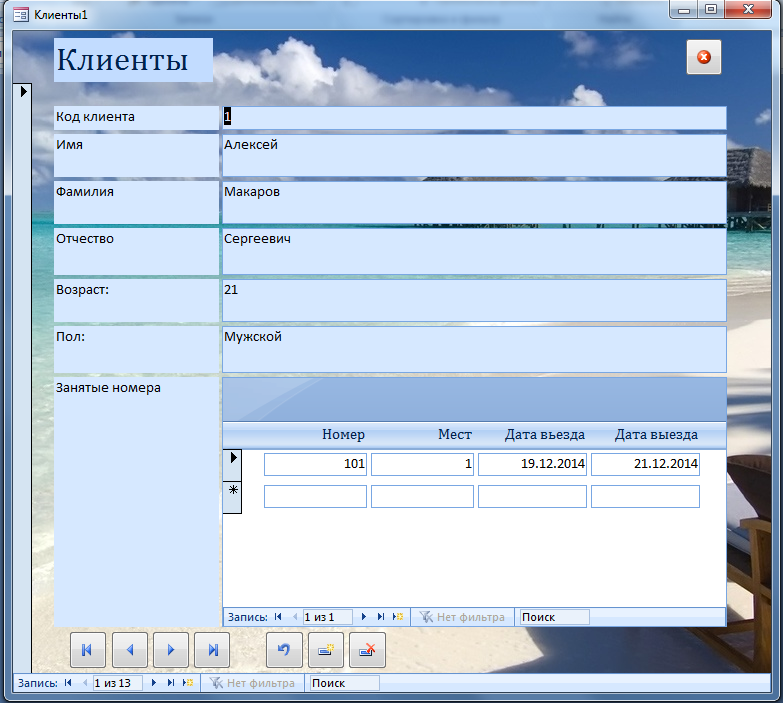 Клиенты1
Клиенты
Код клиента 1
Имя Алексей
Фамилия Макаров
Отчество Сергеевич
Возраст: 21
Пол: Мужской
Занятые номера
Номер Мест Дата вьезда Дата выезда
101 1 19.12.2014 21.12.2014
Запись: 1 из 1 Нет фильтра Поиск
Запись: 1 из 13 Нет фильтра Поиск